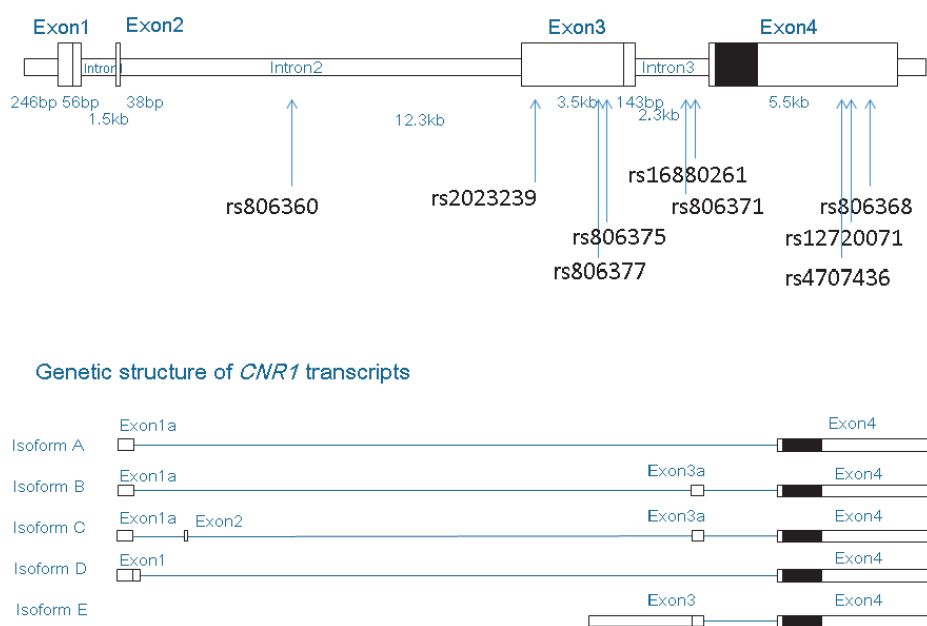 Exon1 Exon2 Exon3 Exon4
Intron1 Intron2 Intron3
246bp 56bp 38bp 3.5kb 143bp 5.5kb
1.5kb 12.3kb 2.3kb
rs16880261
rs806360 rs2023239 rs806371 rs806368
rs806375 rs12720071
rs806377 rs4707436
Genetic structure of CNR1 transcripts
Exon1a Exon4
Isoform A
Exon1a Exon3a Exon4
Isoform B
Exon1a Exon2 Exon3a Exon4
Isoform C
Exon1 Exon4
Isoform D
Exon3 Exon4
Isoform E